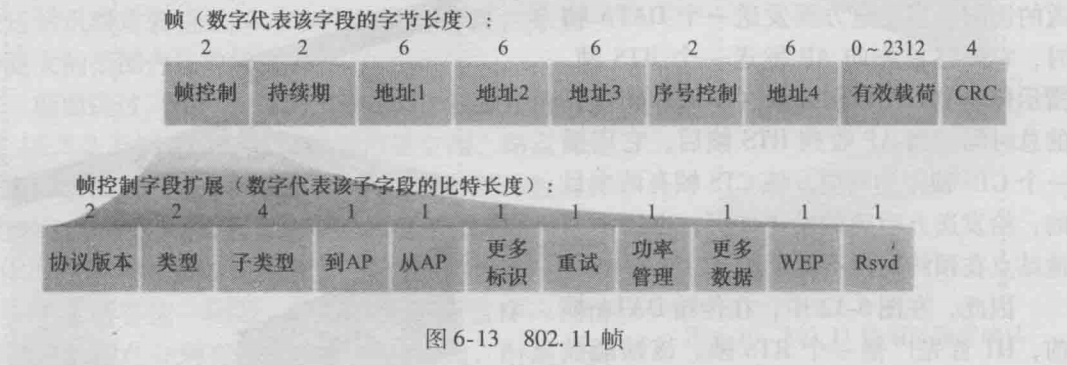 帧（数字代表该字段的字节长度）：
2 2 6 6 6 2 6 0~2312 4
帧控制 持续期 地址1 地址2 地址3 序号控制 地址4 有效载荷 CRC
帧控制字段扩展（数字代表该子字段的比特长度）：
2 2 4 1 1 1 1 1 1 1 1
协议版本 类型 子类型 到AP 从AP 更多标识 重试 功率管理 更多数据 WEP Rsvd
图6-13 802.11 帧